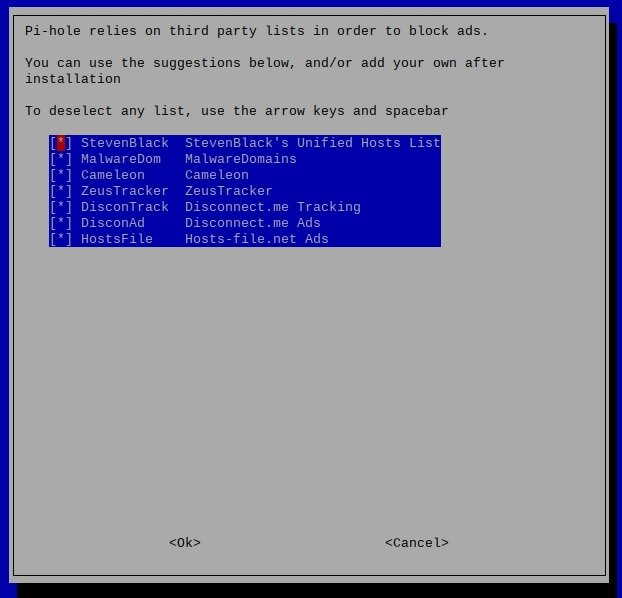 Pi-hole relies on third party lists in order to block ads.
You can use the suggestions below, and/or add your own after
installation
To deselect any list, use the arrow keys and spacebar
[*] StevenBlack  StevenBlack's Unified Hosts List
[*] MalwareDom   MalwareDomains
[*] Cameleon     Cameleon
[*] ZeusTracker  ZeusTracker
[*] DisconTrack  Disconnect.me Tracking
[*] DisconAd     Disconnect.me Ads
[*] HostsFile    Hosts-file.net Ads
<Ok> <Cancel>